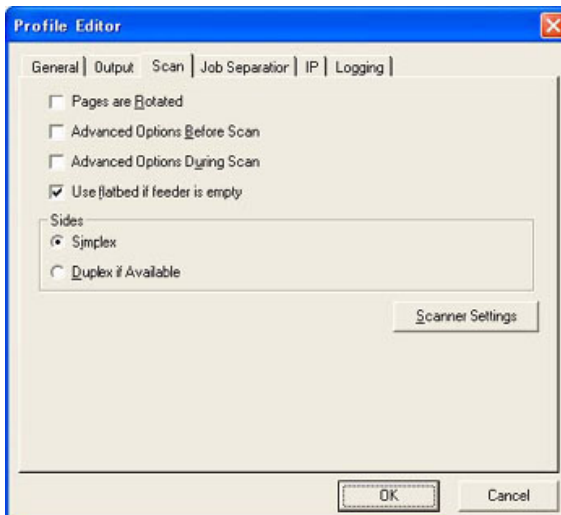 Profile Editor
General Output Scan Job Separatior IP Logging
Pages are Rotated
Advanced Options Before Scan
Advanced Options During Scan
Use flatbed if feeder is empty
Sides
Simplex
Duplex if Available
Scanner Settings
OK Cancel